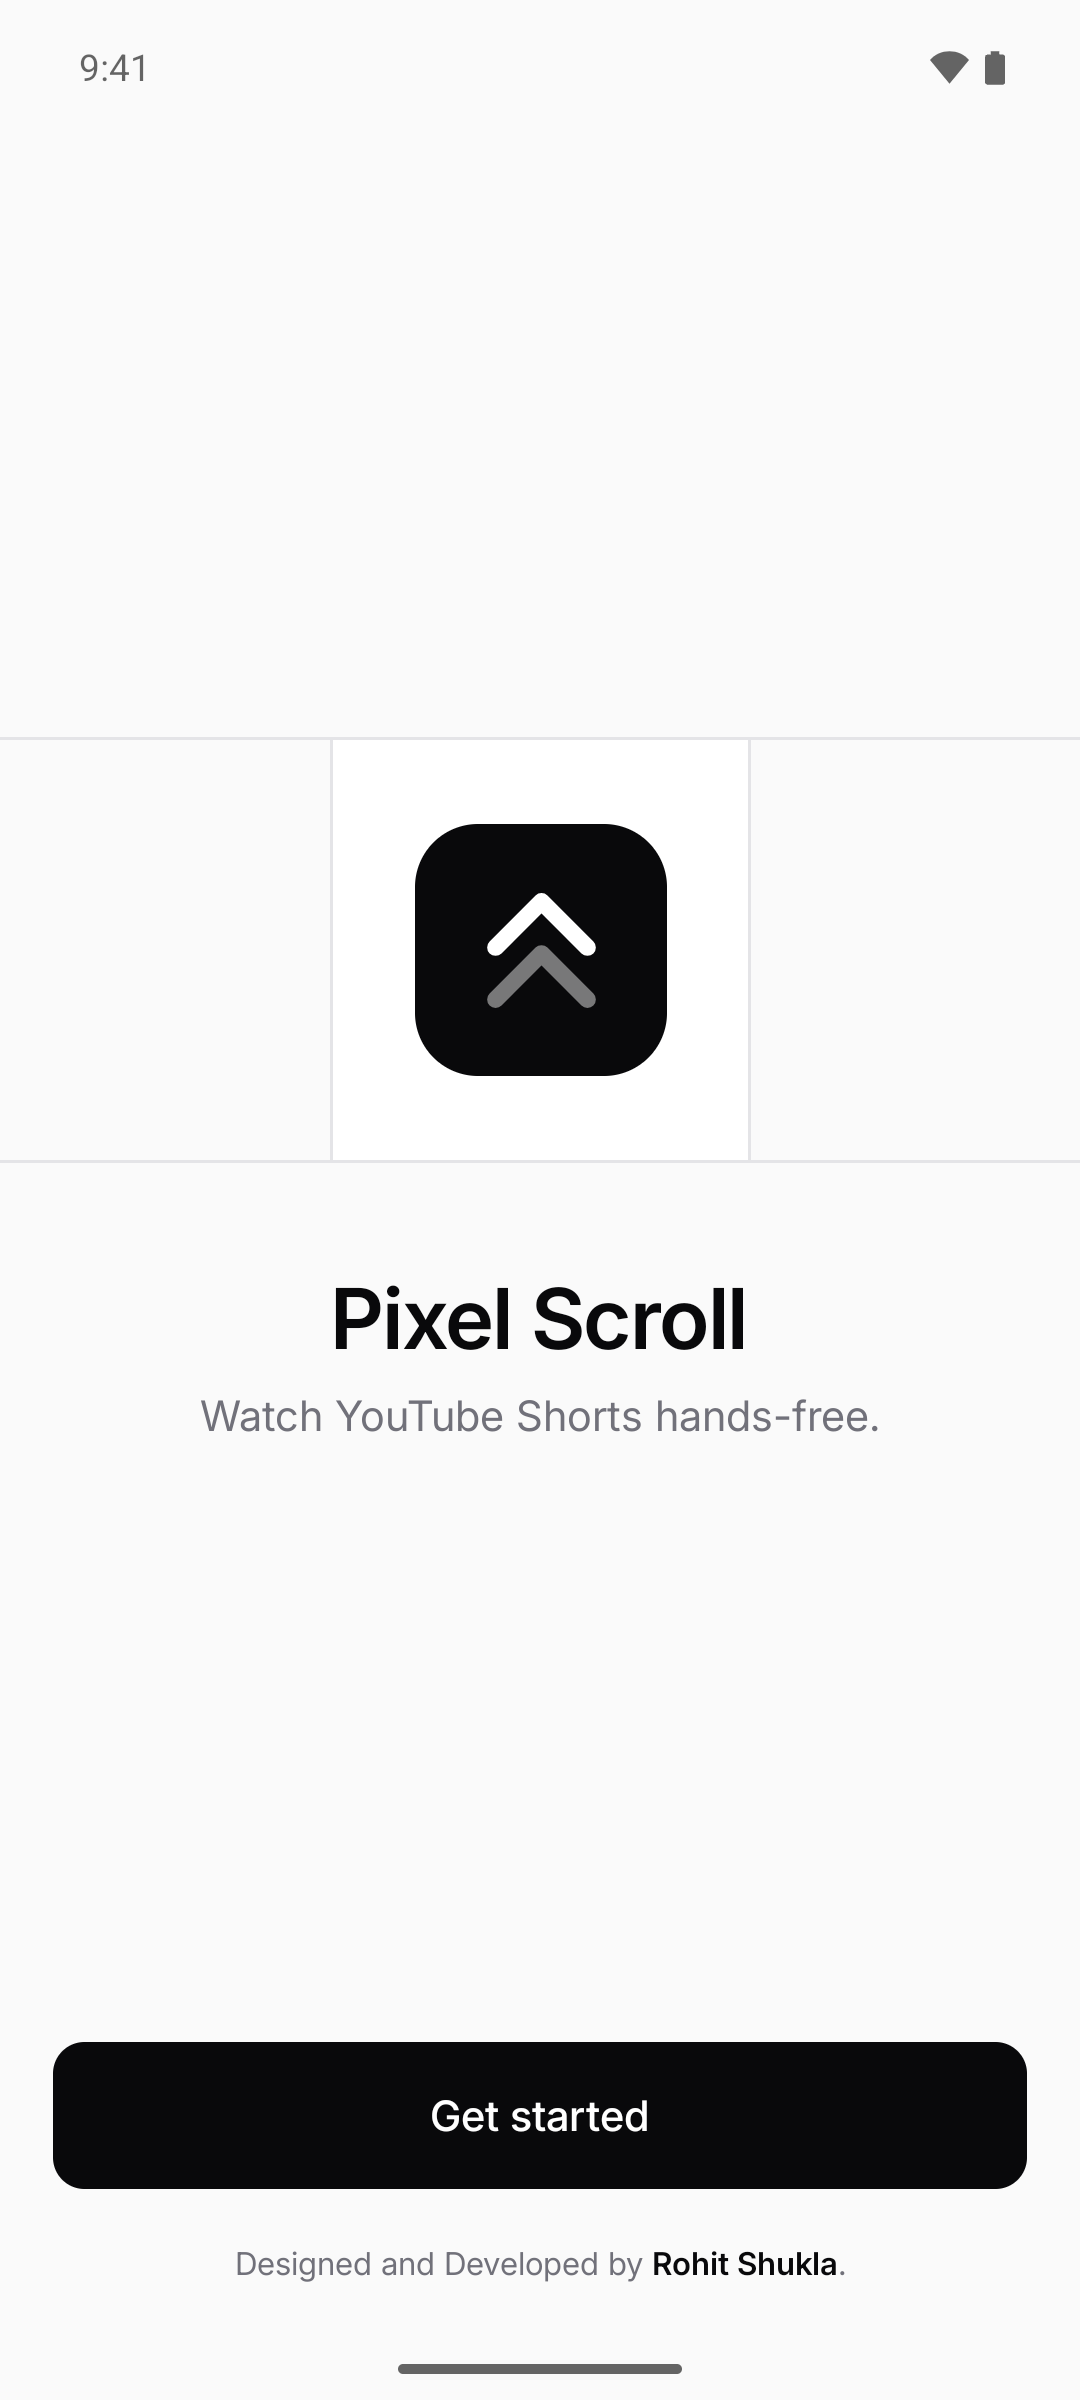 9:41
Pixel Scroll
Watch YouTube Shorts hands-free.
Get started
Designed and Developed by Rohit Shukla.